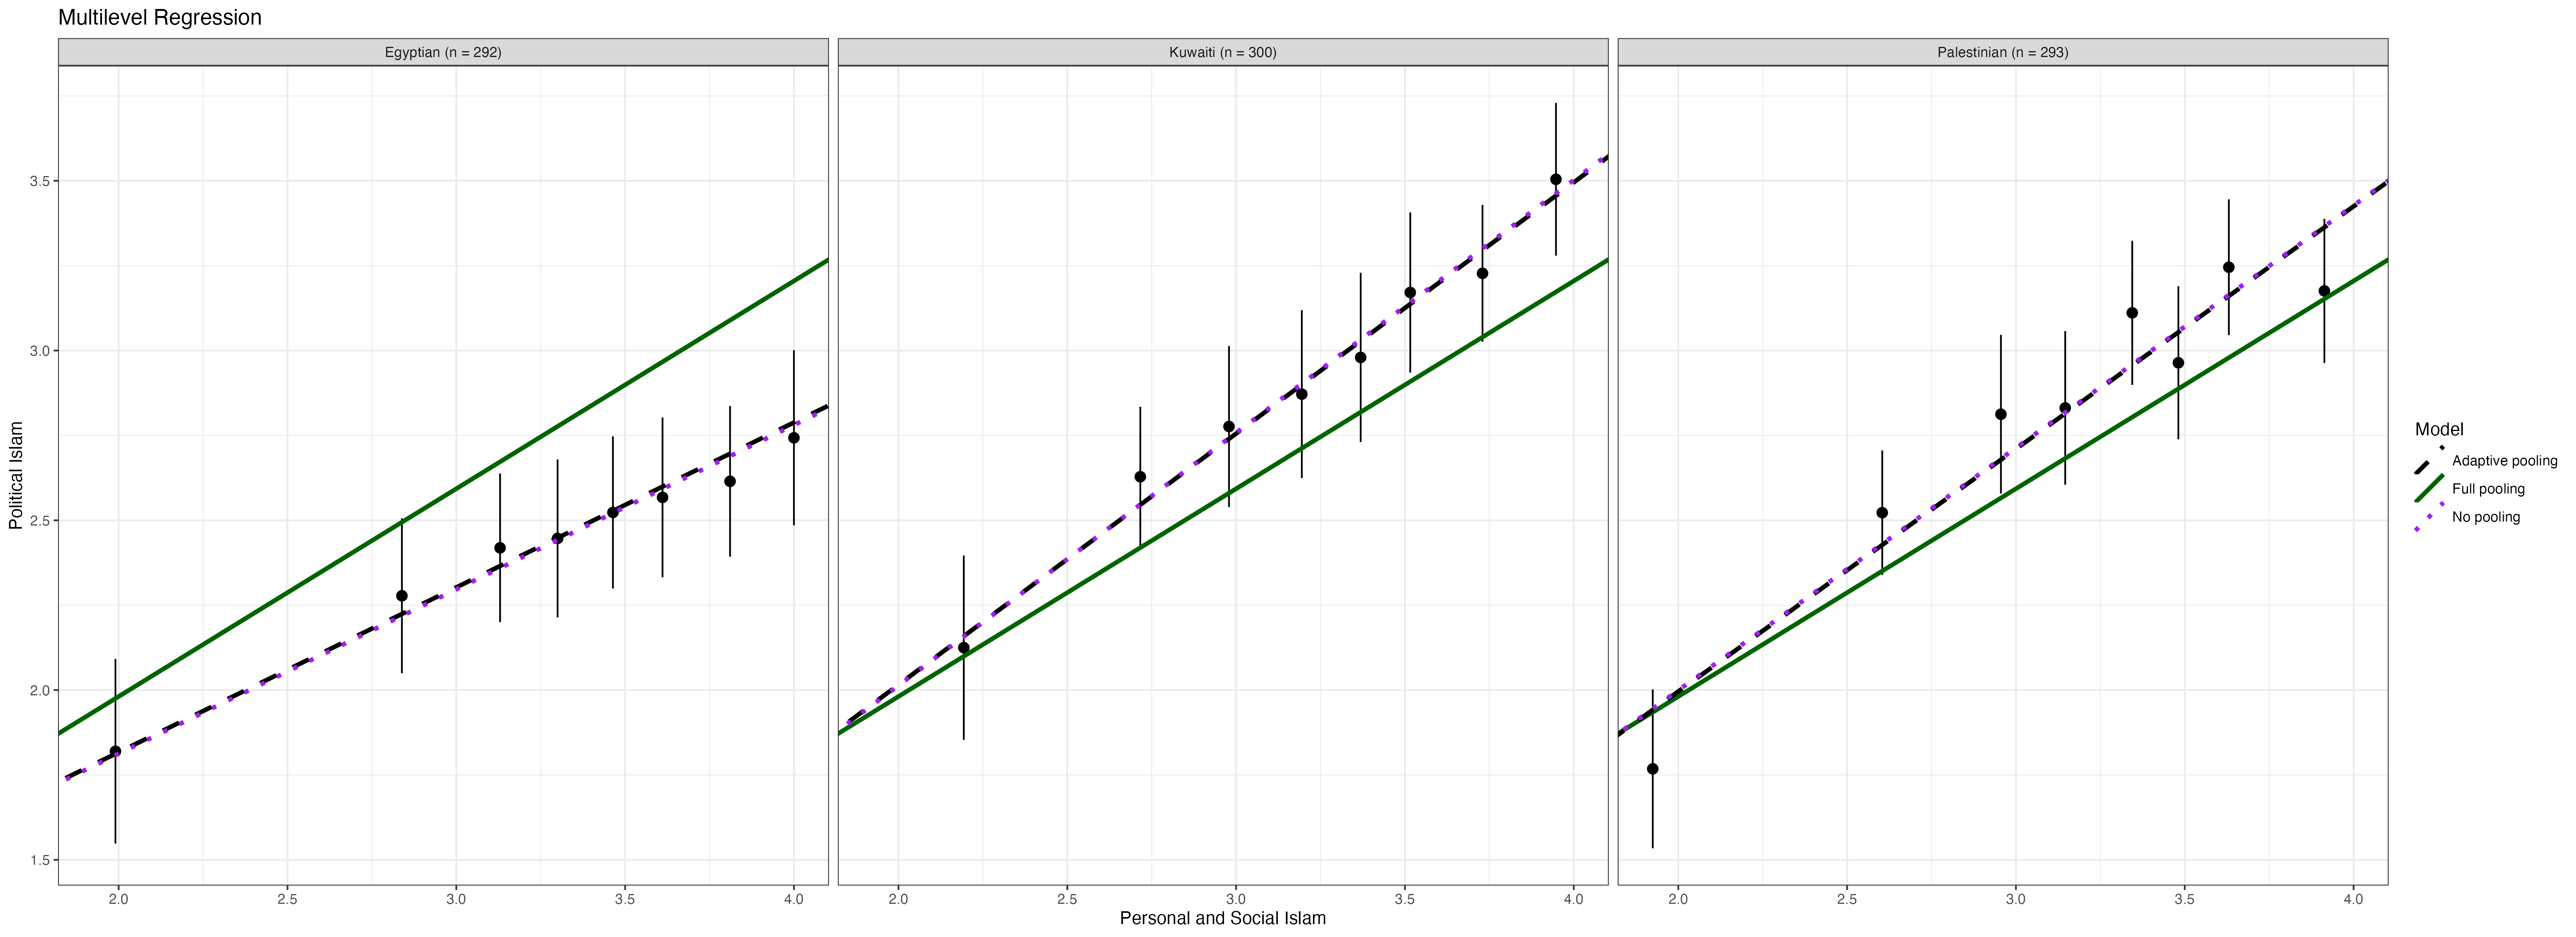 Multilevel Regression
Egyptian (n = 292)
Kuwaiti (n = 300)
Palestinian (n = 293)
Political Islam
3.5
3.0
2.5
2.0
1.5
2.0 2.5 3.0 3.5 4.0
2.0 2.5 3.0 3.5 4.0
2.0 2.5 3.0 3.5 4.0
Personal and Social Islam
Model
Adaptive pooling
Full pooling
No pooling